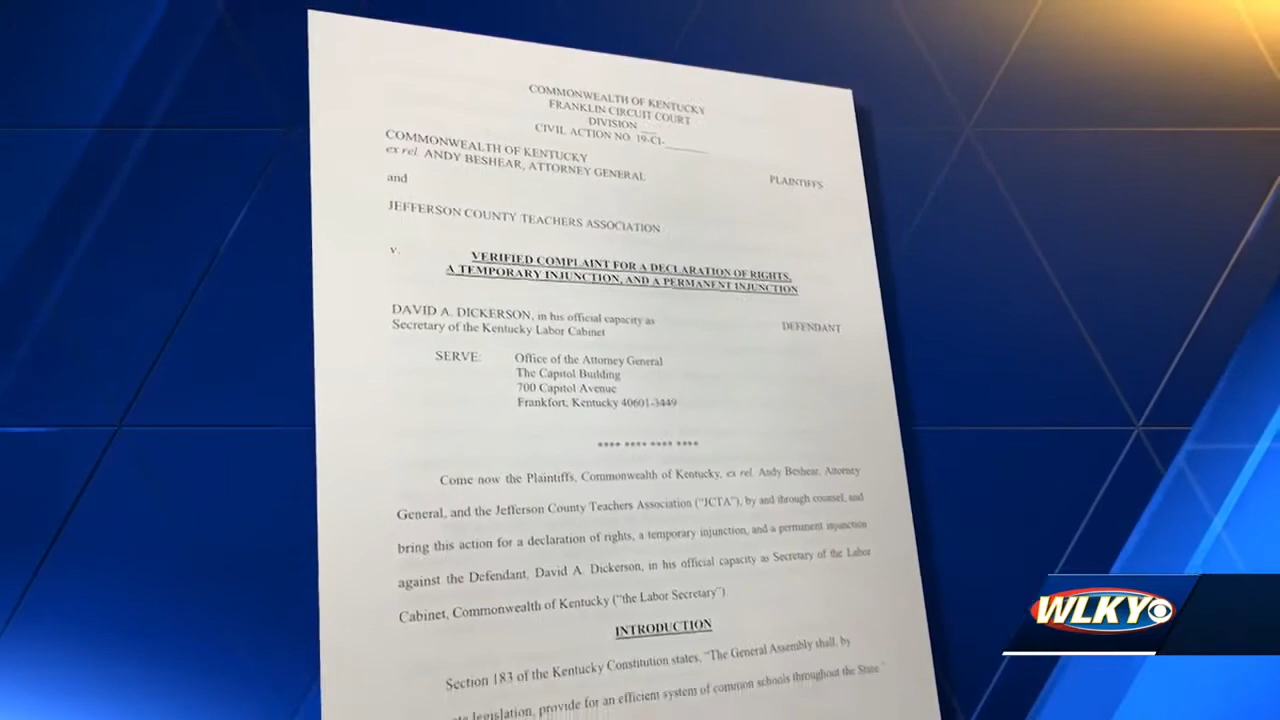 COMMONWEALTH OF KENTUCKY
FRANKLIN CIRCUIT COURT
DIVISION ___
CIVIL ACTION NO. 19-CI-________
COMMONWEALTH OF KENTUCKY
ex rel. ANDY BESHEAR, ATTORNEY GENERAL
PLAINTIFFS
and
JEFFERSON COUNTY TEACHERS ASSOCIATION
v.
VERIFIED COMPLAINT FOR A DECLARATION OF RIGHTS,
A TEMPORARY INJUNCTION, AND A PERMANENT INJUNCTION
DAVID A. DICKERSON, in his official capacity as
DEFENDANT
Secretary of the Kentucky Labor Cabinet
SERVE: Office of the Attorney General
The Capitol Building
700 Capitol Avenue
Frankfort, Kentucky 40601-3449
**** **** **** ****
Come now the Plaintiffs, Commonwealth of Kentucky, ex rel. Andy Beshear, Attorney
General, and the Jefferson County Teachers Association ("JCTA"), by and through counsel, and
bring this action for a declaration of rights, a temporary injunction, and a permanent injunction
against the Defendant, David A. Dickerson, in his official capacity as Secretary of the Labor
Cabinet, Commonwealth of Kentucky ("the Labor Secretary").
INTRODUCTION
Section 183 of the Kentucky Constitution states, "The General Assembly shall, by
legislation, provide for an efficient system of common schools throughout the State."
WLKY